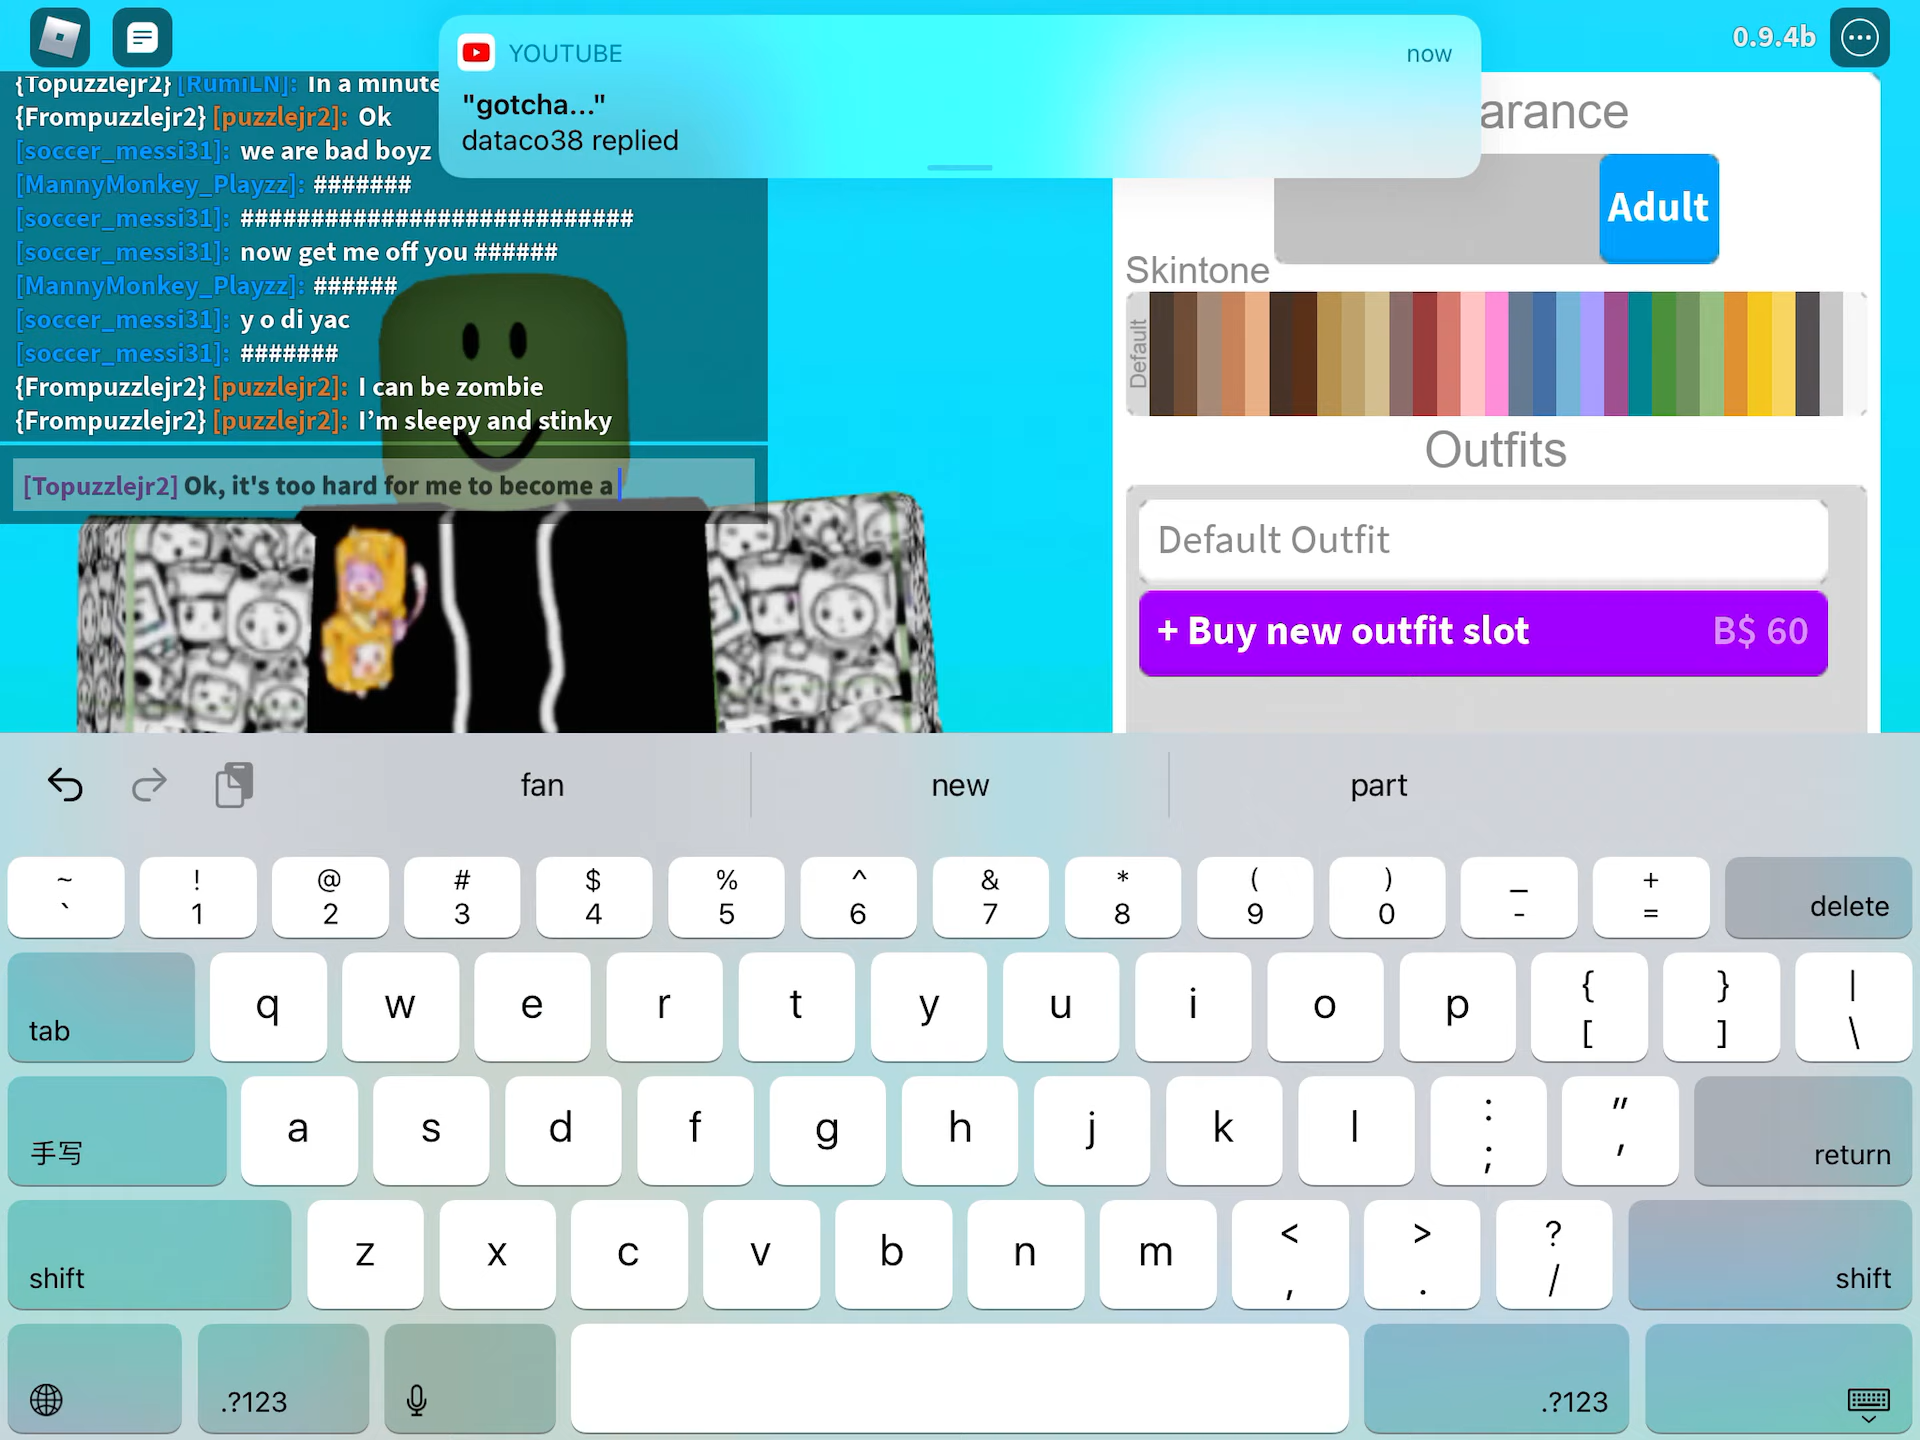 YOUTUBE now
"gotcha..."
dataco38 replied
0.9.4b
{Topuzzlejr2} [RumiLN]: In a minute
{Frompuzzlejr2} [puzzlejr2]: Ok
[soccer_messi31]: we are bad boyz
[MannyMonkey_Playzz]: #######
[soccer_messi31]: ############################
[soccer_messi31]: now get me off you ######
[MannyMonkey_Playzz]: ######
[soccer_messi31]: y o di yac
[soccer_messi31]: #######
{Frompuzzlejr2} [puzzlejr2]: I can be zombie
{Frompuzzlejr2} [puzzlejr2]: I’m sleepy and stinky
[Topuzzlejr2] Ok, it's too hard for me to become a
arance
Adult
Skintone
Default
Outfits
Default Outfit
+ Buy new outfit slot B$ 60
fan new part
~ ! @ # $ % ^ & * ( ) _ +
` 1 2 3 4 5 6 7 8 9 0 - = delete
tab q w e r t y u i o p { [ } ] | \
手写 a s d f g h j k l : ; " ' return
shift z x c v b n m < , > . ? / shift
.?123 .?123